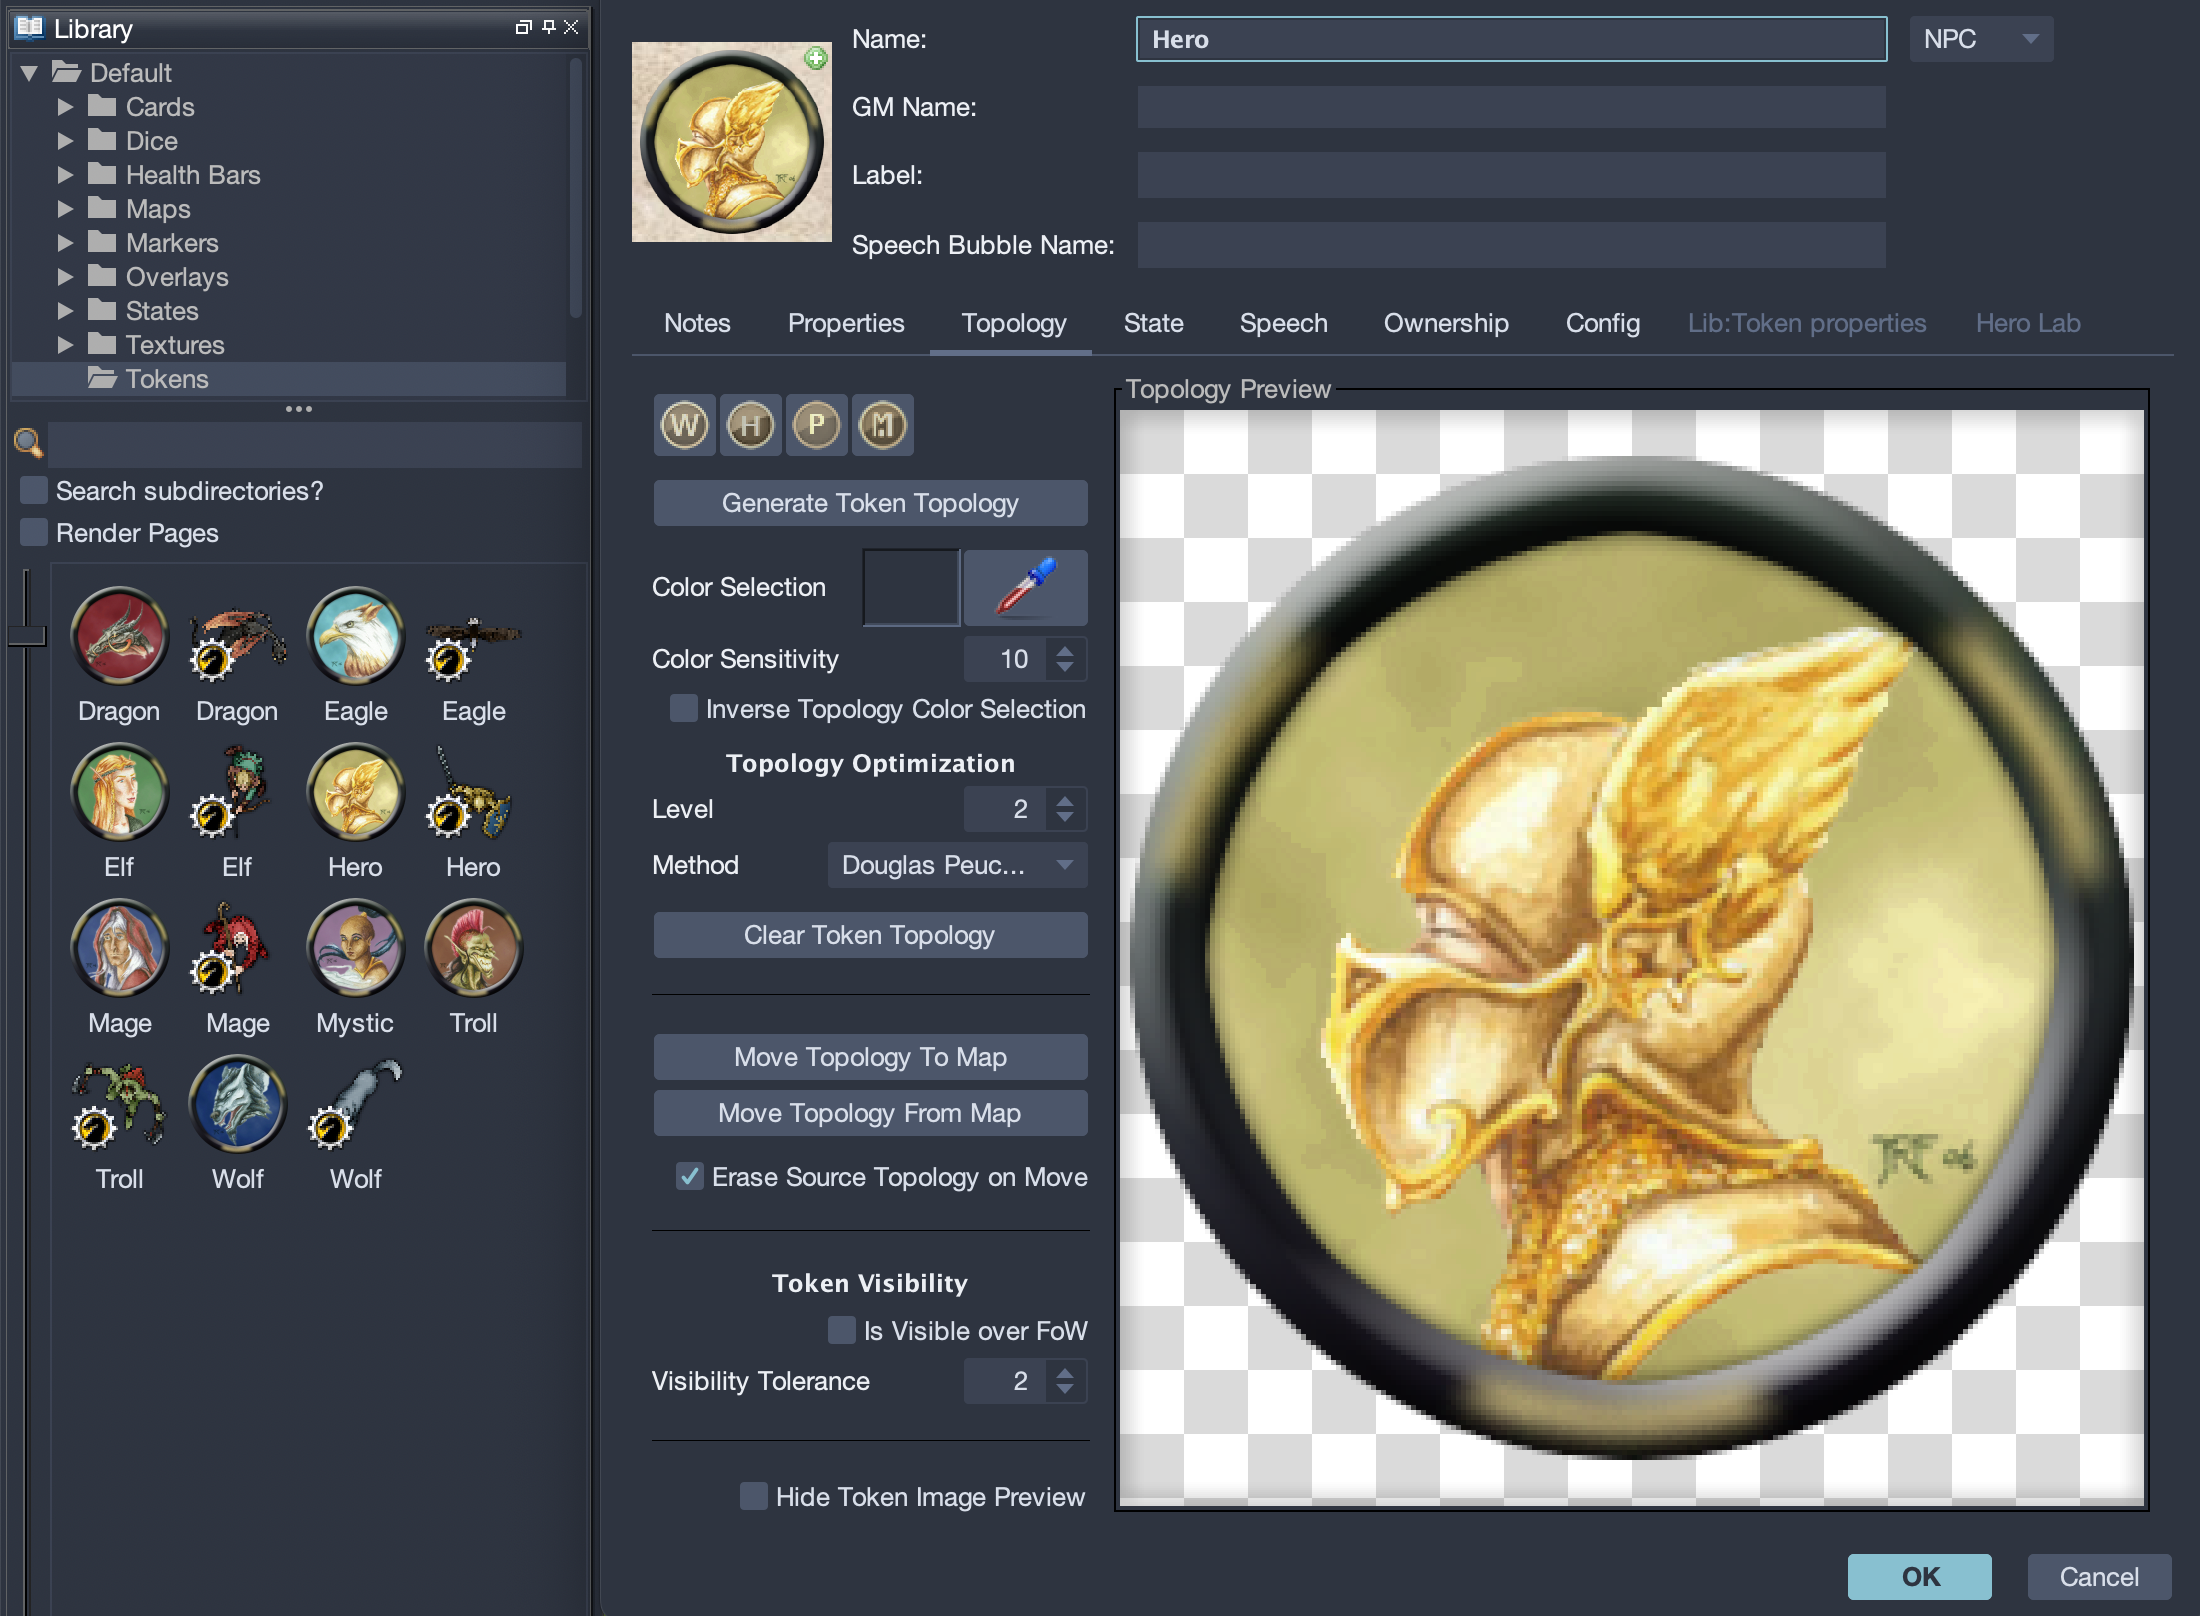 Library
Default
Cards
Dice
Health Bars
Maps
Markers
Overlays
States
Textures
Tokens
Search subdirectories?
Render Pages
Dragon Dragon Eagle Eagle
Elf Elf Hero Hero
Mage Mage Mystic Troll
Troll Wolf Wolf
Name: Hero NPC
GM Name:
Label:
Speech Bubble Name:
Notes Properties Topology State Speech Ownership Config Lib:Token properties Hero Lab
W H P M
Generate Token Topology
Color Selection
Color Sensitivity 10
Inverse Topology Color Selection
Topology Optimization
Level 2
Method Douglas Peuc...
Clear Token Topology
Move Topology To Map
Move Topology From Map
Erase Source Topology on Move
Token Visibility
Is Visible over FoW
Visibility Tolerance 2
Hide Token Image Preview
Topology Preview
OK Cancel